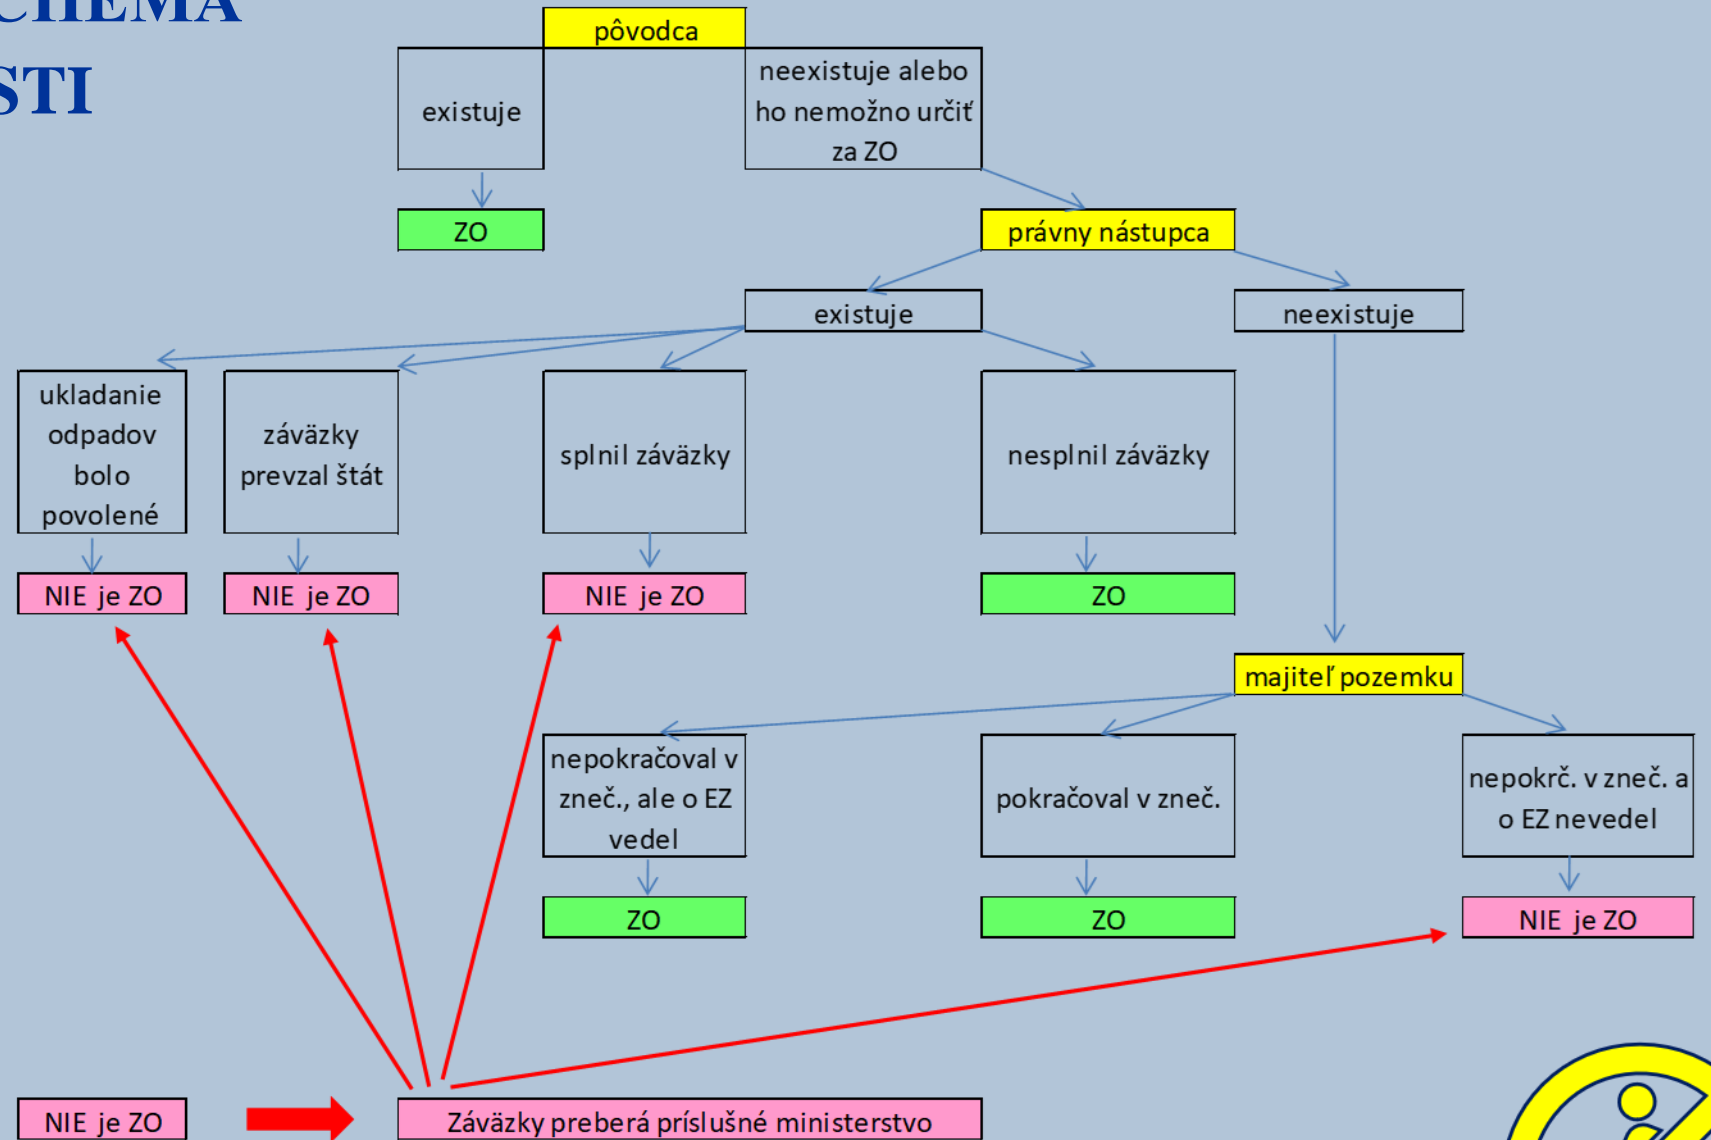 CHEMA
STI
pôvodca
existuje
neexistuje alebo
ho nemožno určiť
za ZO
ZO
právny nástupca
existuje
neexistuje
ukladanie
odpadov
bolo
povolené
záväzky
prevzal štát
splnil záväzky
nesplnil záväzky
NIE je ZO
NIE je ZO
NIE je ZO
ZO
majiteľ pozemku
nepokračoval v
zneč., ale o EZ
vedel
pokračoval v zneč.
nepokrč. v zneč. a
o EZ nevedel
ZO
ZO
NIE je ZO
NIE je ZO
Záväzky preberá príslušné ministerstvo